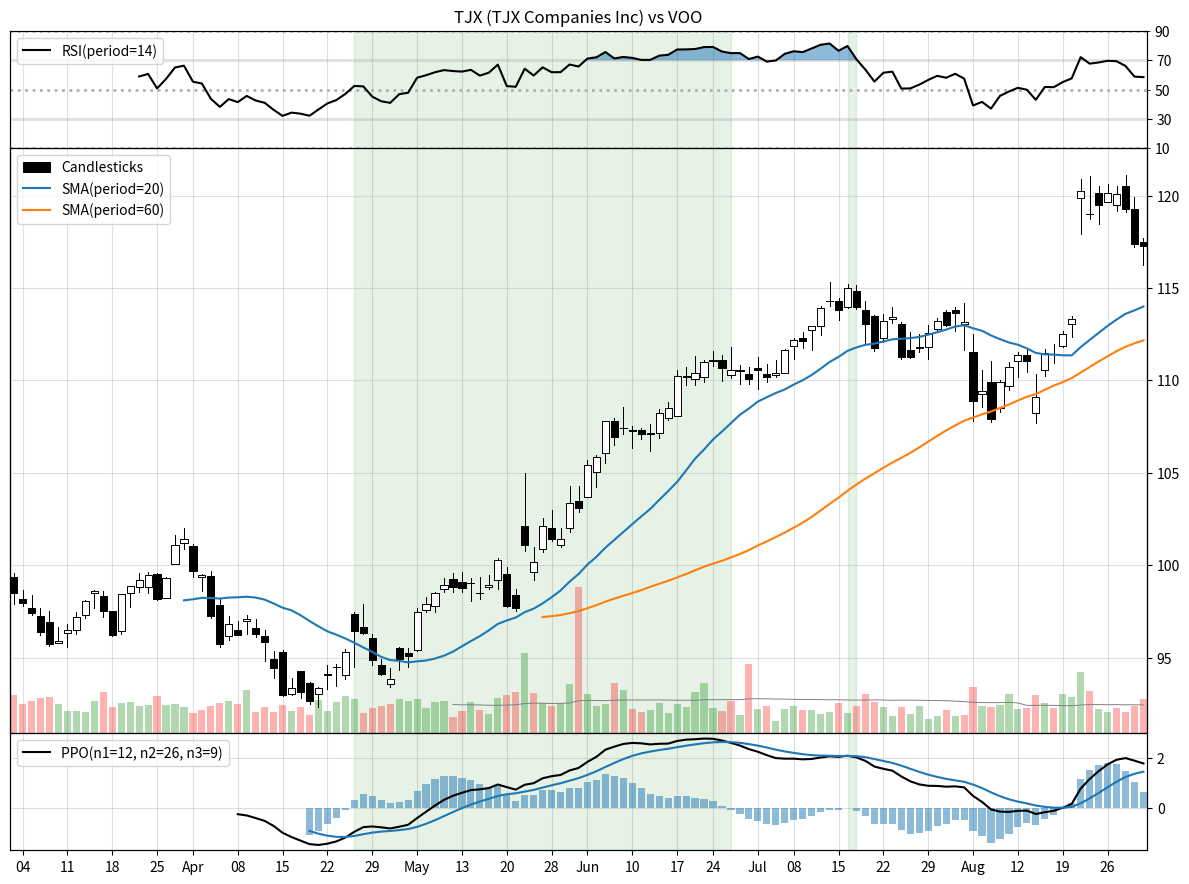 TJX (TJX Companies Inc) vs VOO
RSI(period=14)
90
70
50
30
10
Candlesticks
SMA(period=20)
SMA(period=60)
120
115
110
105
100
95
PPO(n1=12, n2=26, n3=9)
2
0
04 11 18 25 Apr 08 15 22 29 May 13 20 28 Jun 10 17 24 Jul 08 15 22 29 Aug 12 19 26